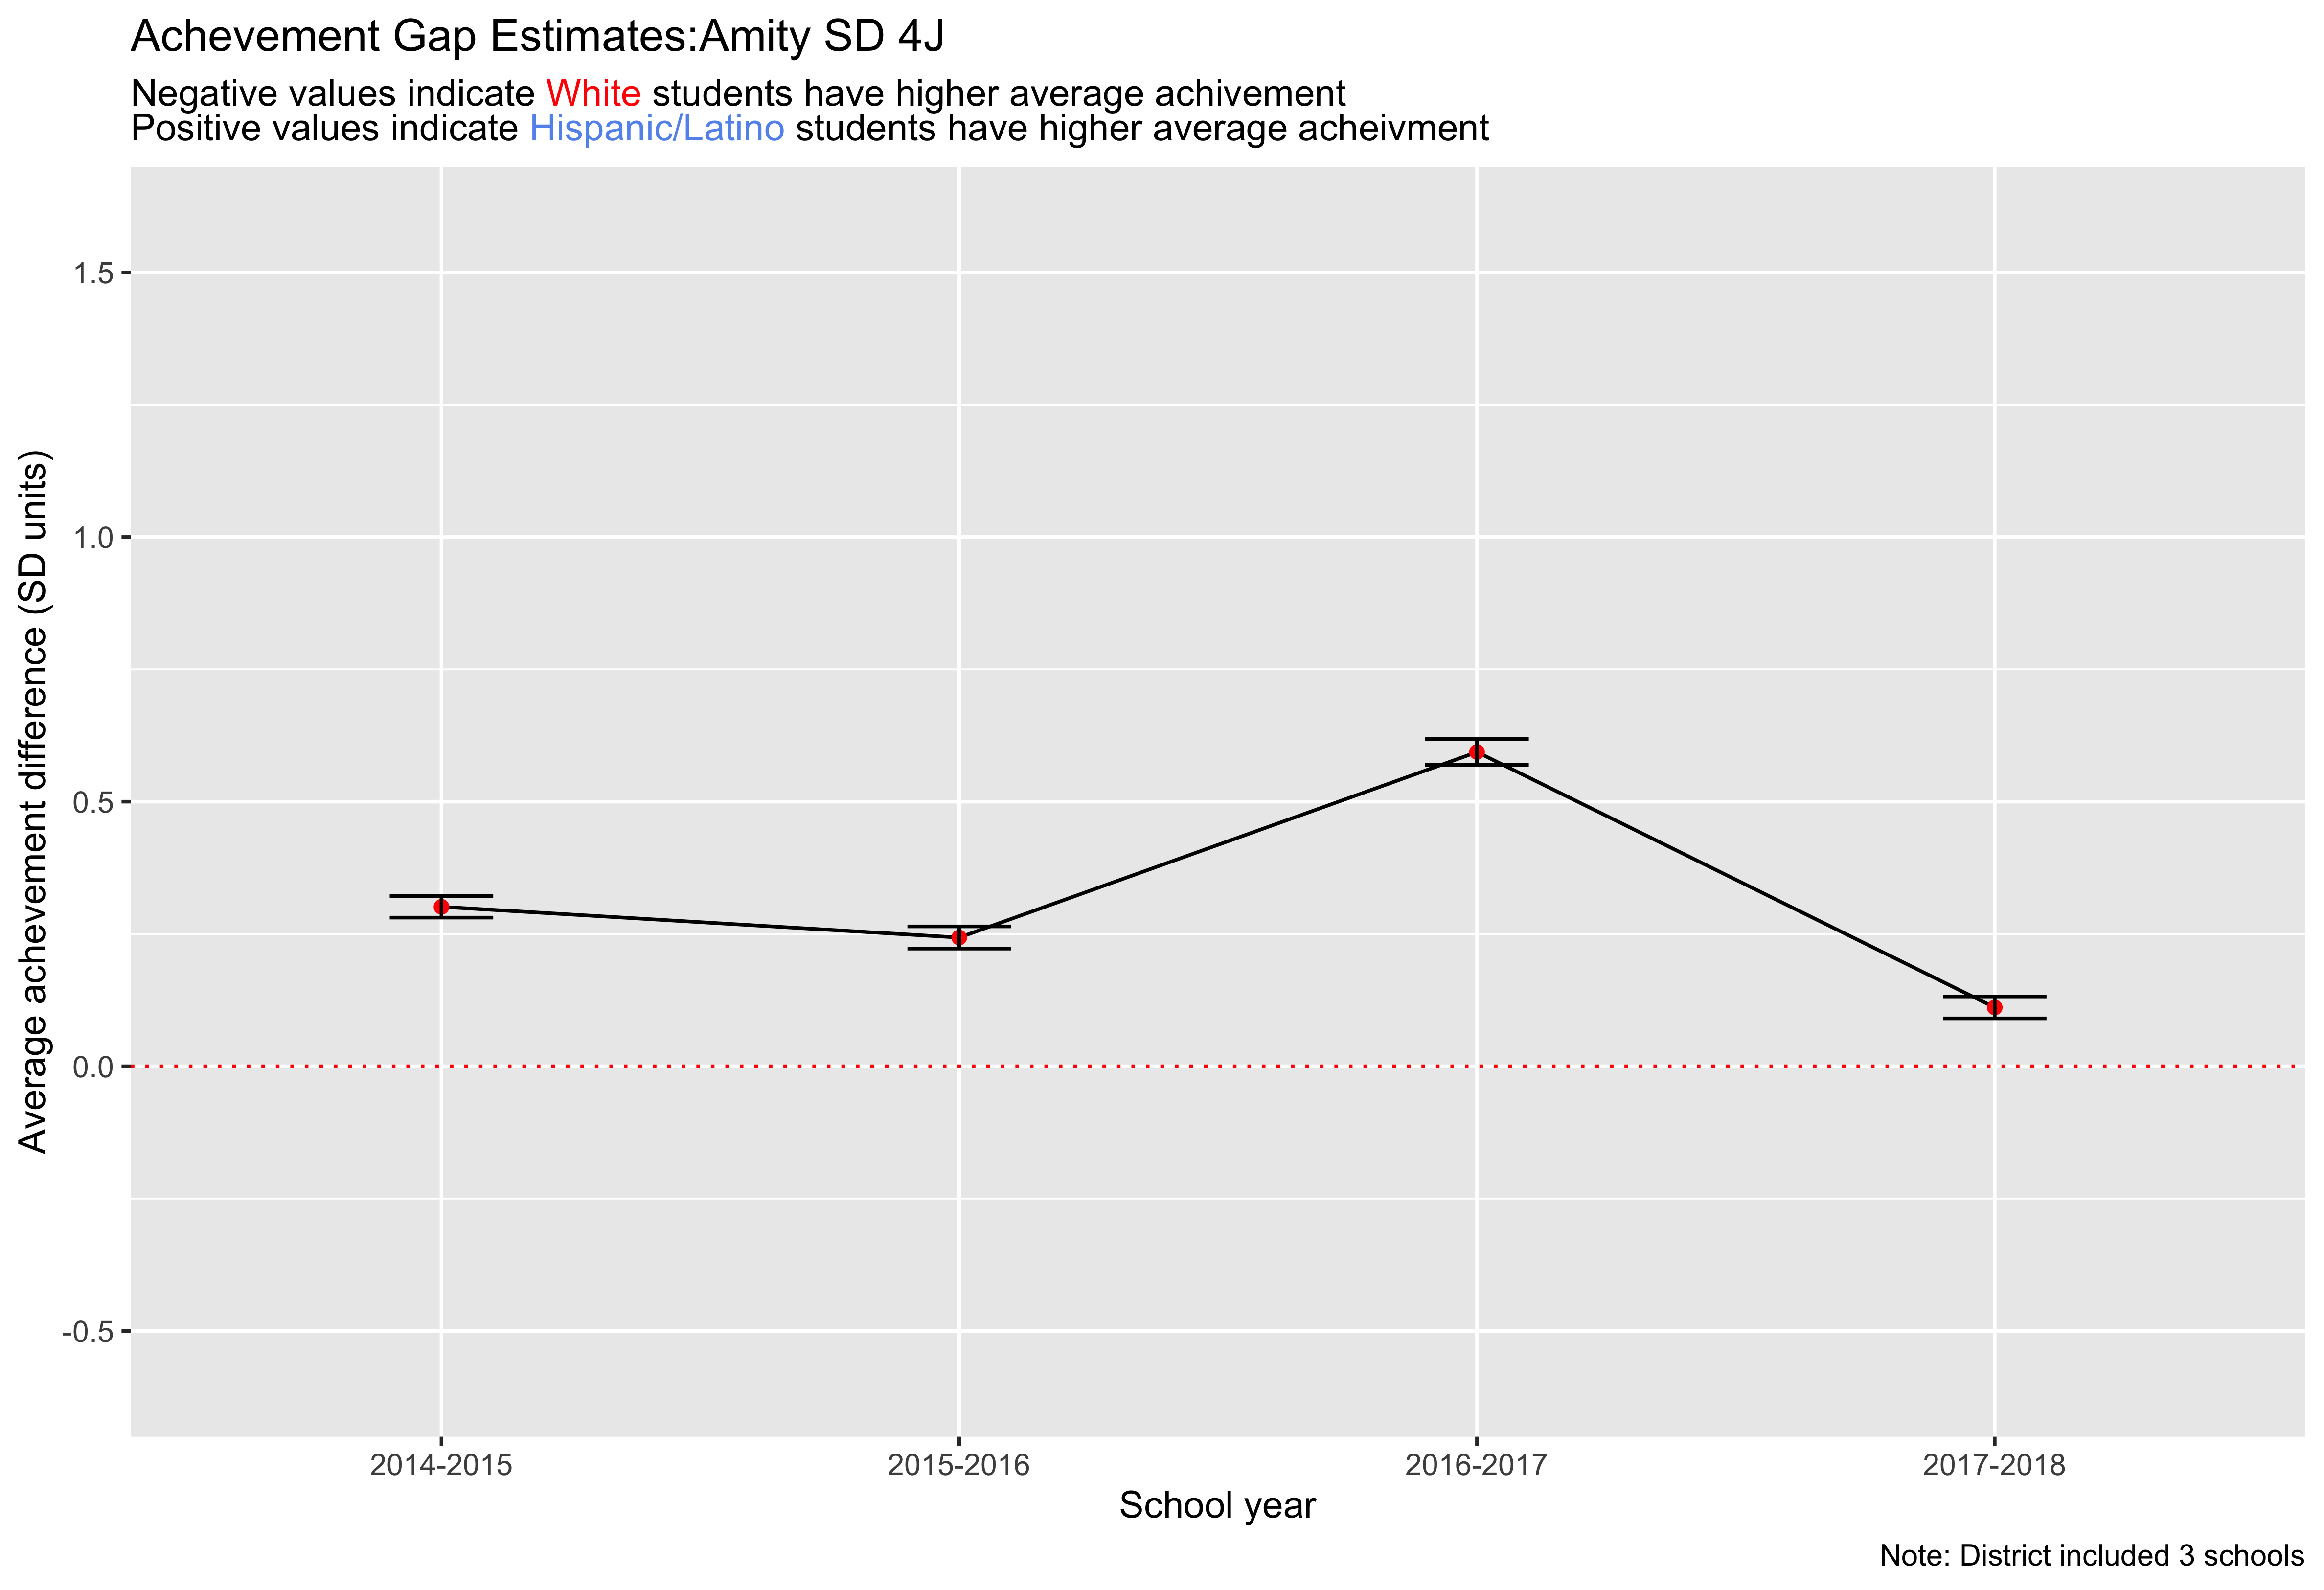 Achevement Gap Estimates:Amity SD 4J
Negative values indicate White students have higher average achivement
Positive values indicate Hispanic/Latino students have higher average acheivment
Average achevement difference (SD units)
1.5
1.0
0.5
0.0
-0.5
2014-2015
2015-2016
2016-2017
2017-2018
School year
Note: District included 3 schools